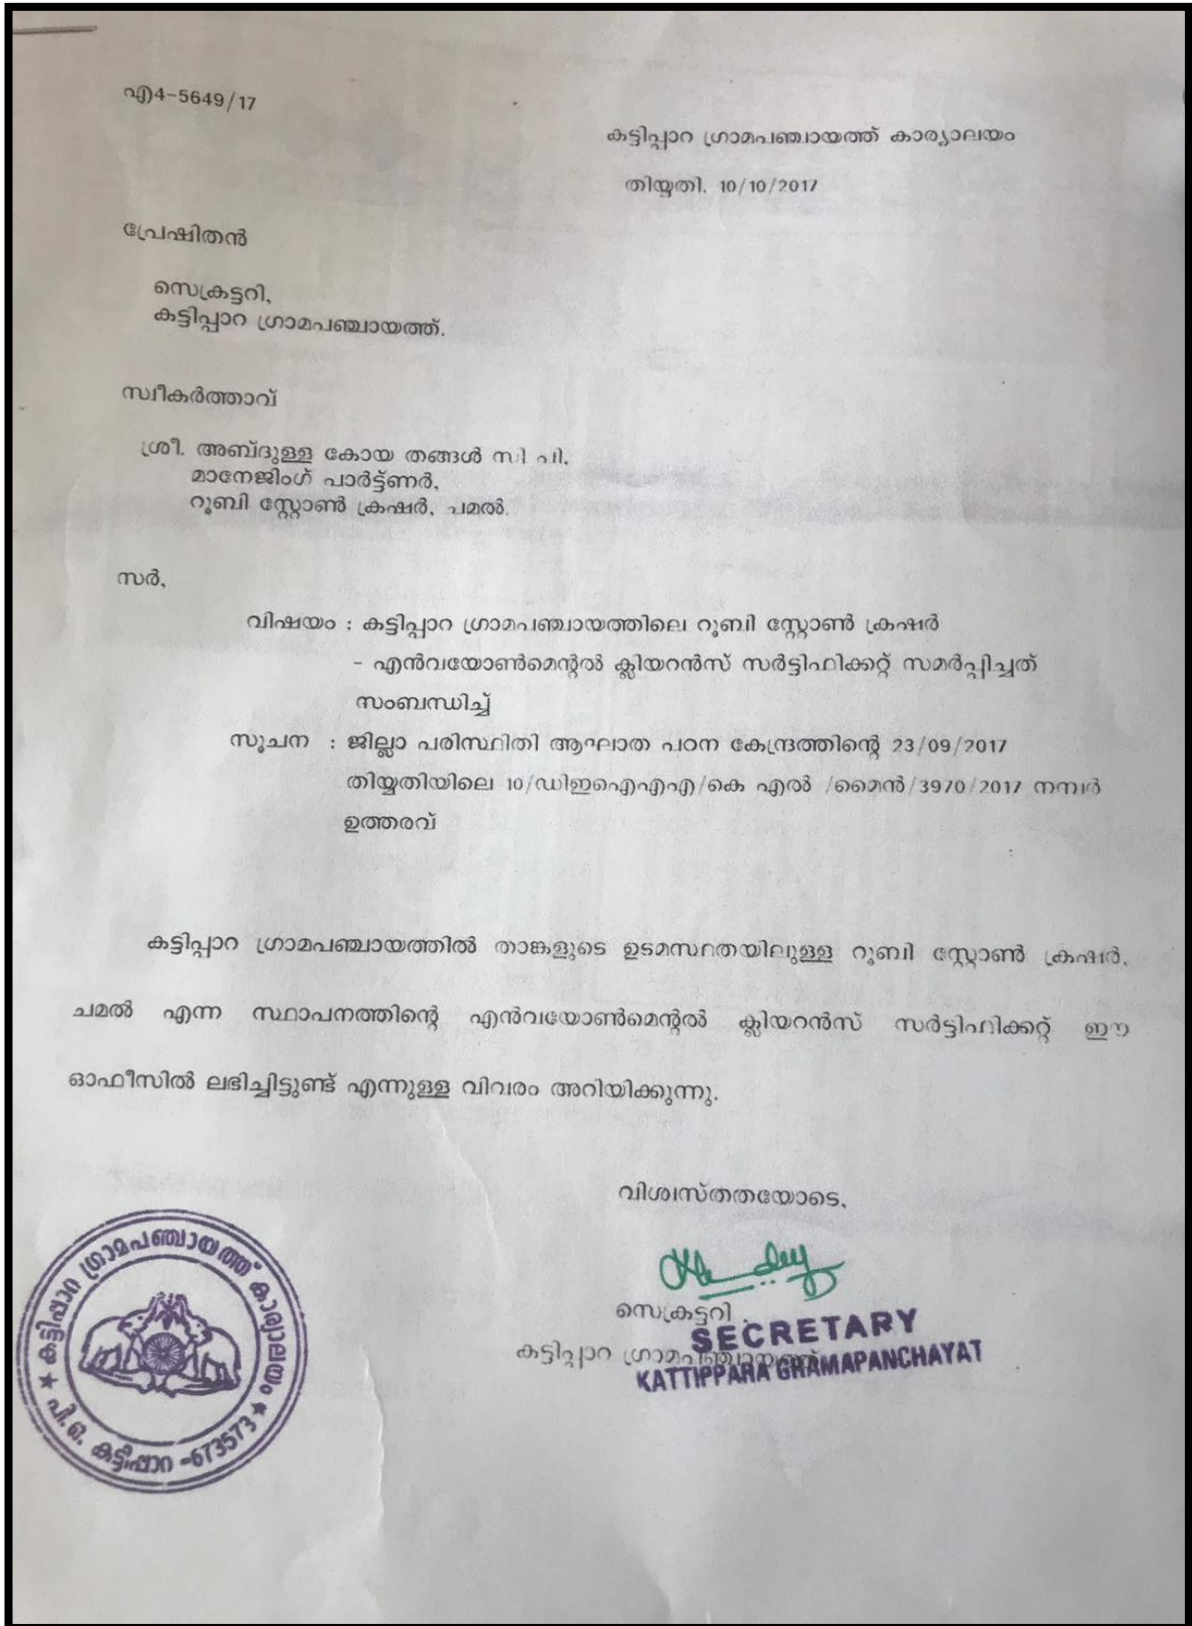 എ4-5649/17
കട്ടിപ്പാറ ഗ്രാമപഞ്ചായത്ത് കാര്യാലയം
തിയ്യതി. 10/10/2017
പ്രേഷിതൻ
സെക്രട്ടറി,
കട്ടിപ്പാറ ഗ്രാമപഞ്ചായത്ത്.
സ്വീകർത്താവ്
ശ്രീ. അബ്ദുള്ള കോയ തങ്ങൾ സി പി,
മാനേജിംഗ് പാർട്ട്ണർ,
റൂബി സ്റ്റോൺ ക്രഷർ, ചമൽ.
സർ,
വിഷയം : കട്ടിപ്പാറ ഗ്രാമപഞ്ചായത്തിലെ റൂബി സ്റ്റോൺ ക്രഷർ
- എൻവയോൺമെന്റൽ ക്ലിയറൻസ് സർട്ടിഫിക്കറ്റ് സമർപ്പിച്ചത്
സംബന്ധിച്ച്
സൂചന : ജില്ലാ പരിസ്ഥിതി ആഘാത പഠന കേന്ദ്രത്തിന്റെ 23/09/2017
തിയ്യതിയിലെ 10/ഡിഇഐഎഎ/കെ എൽ /മൈൻ/3970/2017 നമ്പർ
ഉത്തരവ്
കട്ടിപ്പാറ ഗ്രാമപഞ്ചായത്തിൽ താങ്കളുടെ ഉടമസ്ഥതയിലുള്ള റൂബി സ്റ്റോൺ ക്രഷർ,
ചമൽ എന്ന സ്ഥാപനത്തിന്റെ എൻവയോൺമെന്റൽ ക്ലിയറൻസ് സർട്ടിഫിക്കറ്റ് ഈ
ഓഫീസിൽ ലഭിച്ചിട്ടുണ്ട് എന്നുള്ള വിവരം അറിയിക്കുന്നു.
വിശ്വസ്തതയോടെ,
സെക്രട്ടറി
കട്ടിപ്പാറ ഗ്രാമപഞ്ചായത്ത്
SECRETARY
KATTIPPARA GRAMAPANCHAYAT
കട്ടിപ്പാറ ഗ്രാമപഞ്ചായത്ത് കാര്യാലയം
പി.ഒ. കട്ടിപ്പാറ -673573